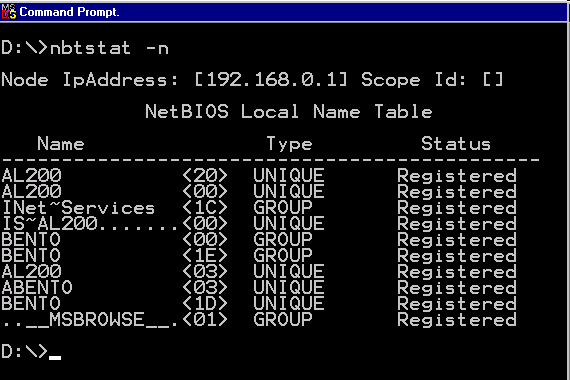 Command Prompt.
D:\>nbtstat -n
Node IpAddress: [192.168.0.1] Scope Id: []
NetBIOS Local Name Table
Name Type Status
---------------------------------------------
AL200 <20> UNIQUE Registered
AL200 <00> UNIQUE Registered
INet~Services <1C> GROUP Registered
IS~AL200.......<00> UNIQUE Registered
BENTO <00> GROUP Registered
BENTO <1E> GROUP Registered
AL200 <03> UNIQUE Registered
ABENTO <03> UNIQUE Registered
BENTO <1D> UNIQUE Registered
..__MSBROWSE__.<01> GROUP Registered
D:\>_